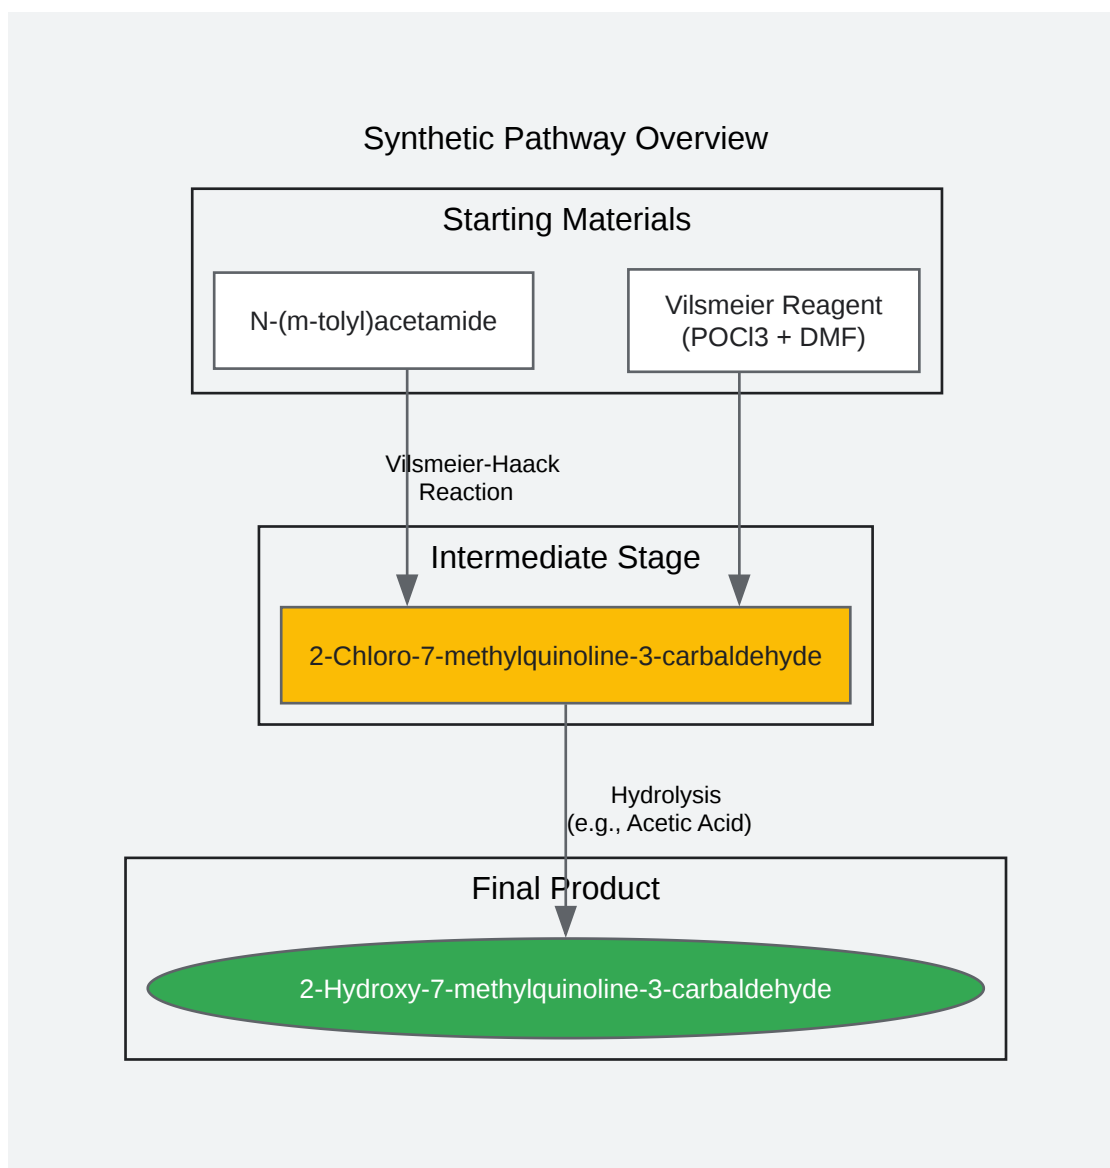 Synthetic Pathway Overview
Starting Materials
N-(m-tolyl)acetamide
Vilsmeier Reagent
(POCl3 + DMF)
Vilsmeier-Haack
Reaction
Intermediate Stage
2-Chloro-7-methylquinoline-3-carbaldehyde
Hydrolysis
(e.g., Acetic Acid)
Final Product
2-Hydroxy-7-methylquinoline-3-carbaldehyde